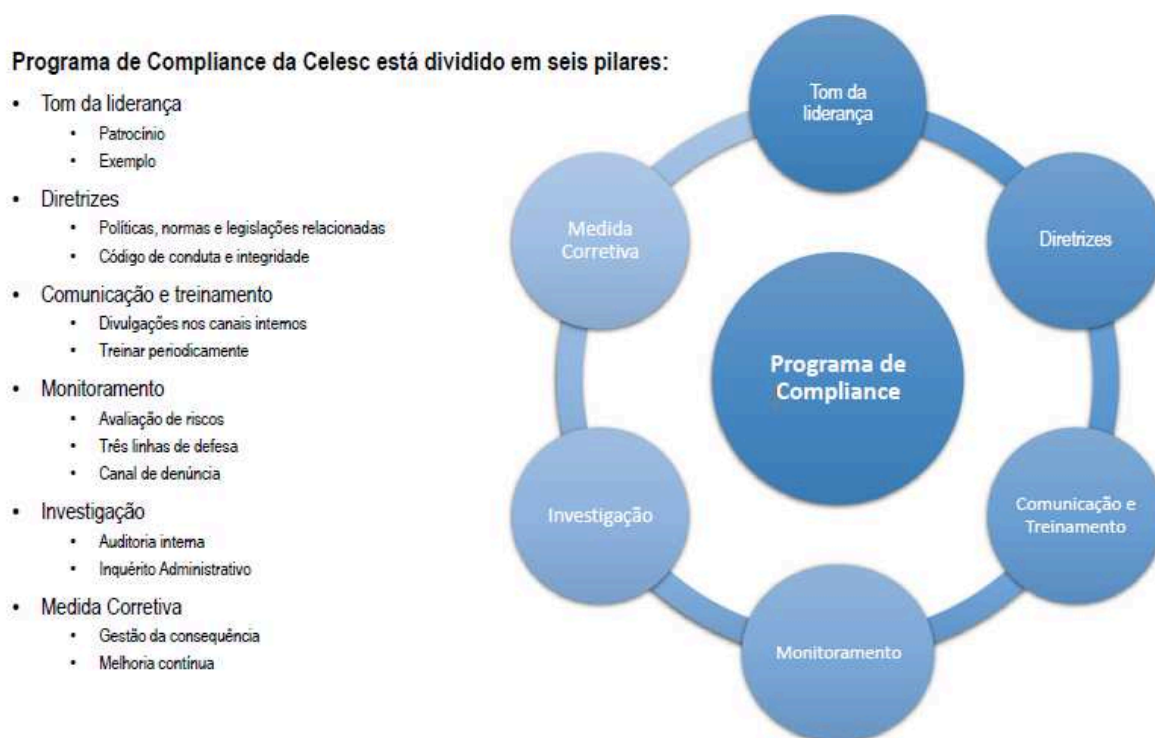 Programa de Compliance da Celesc está dividido em seis pilares:
• Tom da liderança
• Patrocínio
• Exemplo
• Diretrizes
• Políticas, normas e legislações relacionadas
• Código de conduta e integridade
• Comunicação e treinamento
• Divulgações nos canais internos
• Treinar periodicamente
• Monitoramento
• Avaliação de riscos
• Três linhas de defesa
• Canal de denúncia
• Investigação
• Auditoria interna
• Inquérito Administrativo
• Medida Corretiva
• Gestão da consequência
• Melhoria contínua
Tom da
liderança
Diretrizes
Comunicação e
Treinamento
Monitoramento
Investigação
Medida
Corretiva
Programa de
Compliance